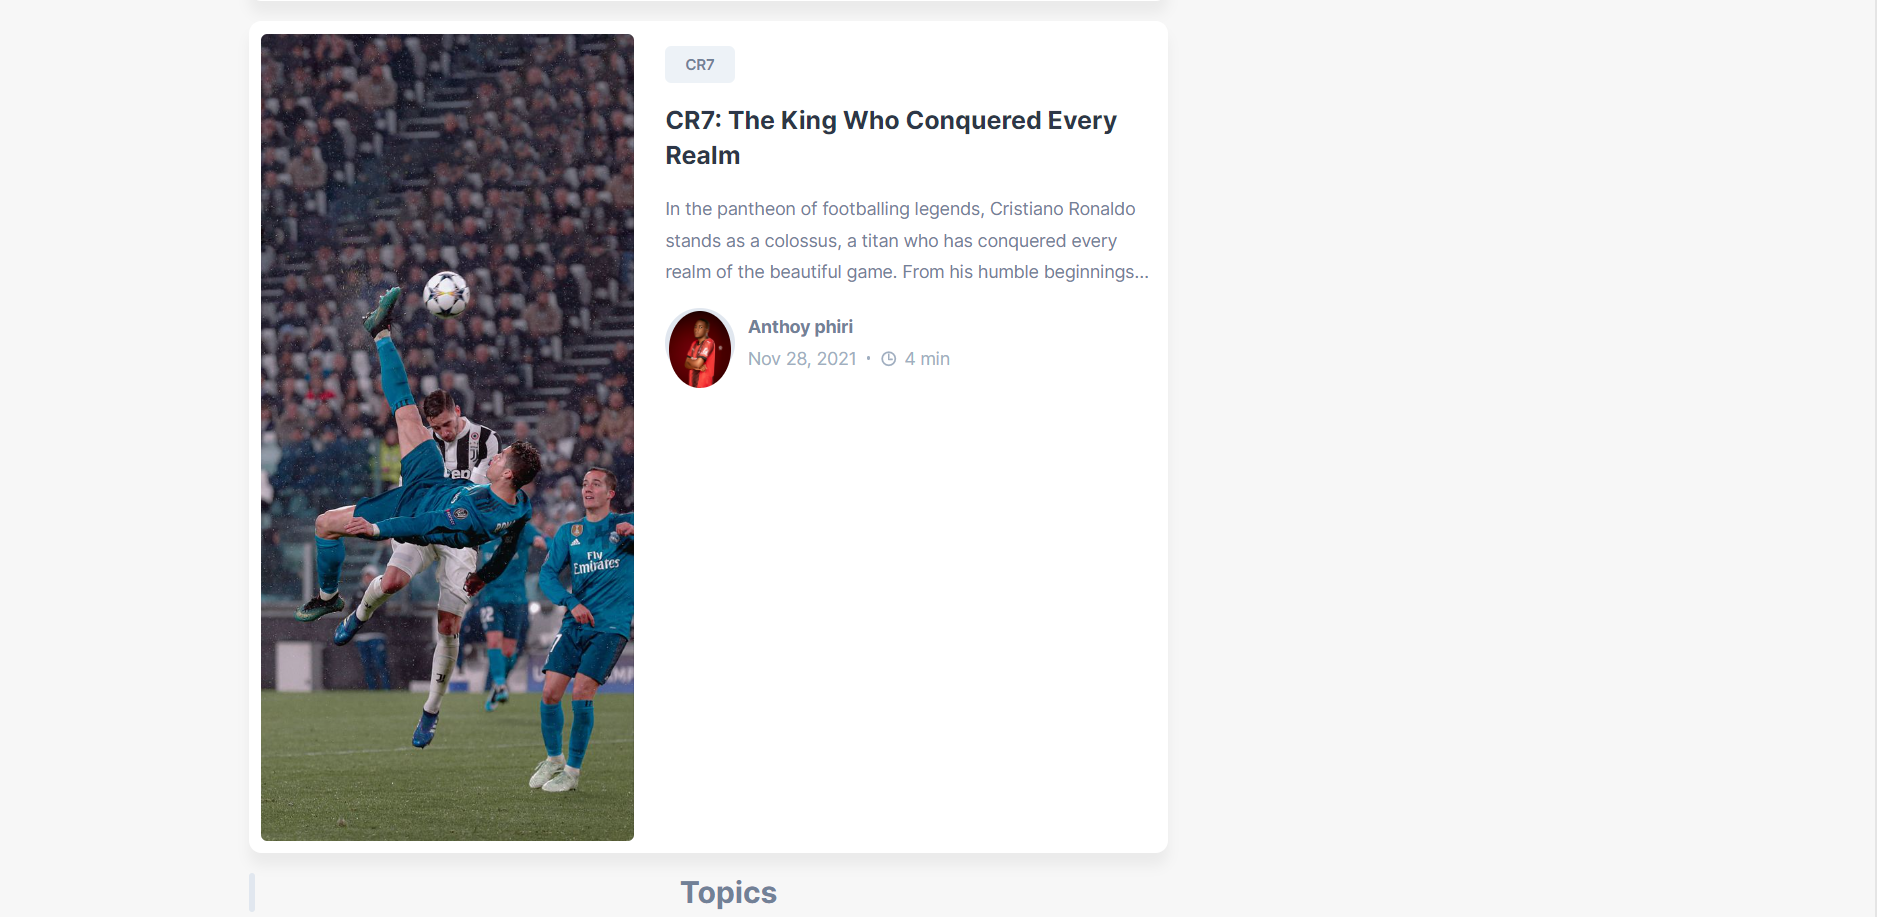 CR7
CR7: The King Who Conquered Every
Realm
In the pantheon of footballing legends, Cristiano Ronaldo
stands as a colossus, a titan who has conquered every
realm of the beautiful game. From his humble beginnings...
Anthoy phiri
Nov 28, 2021 • 4 min
Fly
Emirates
Topics